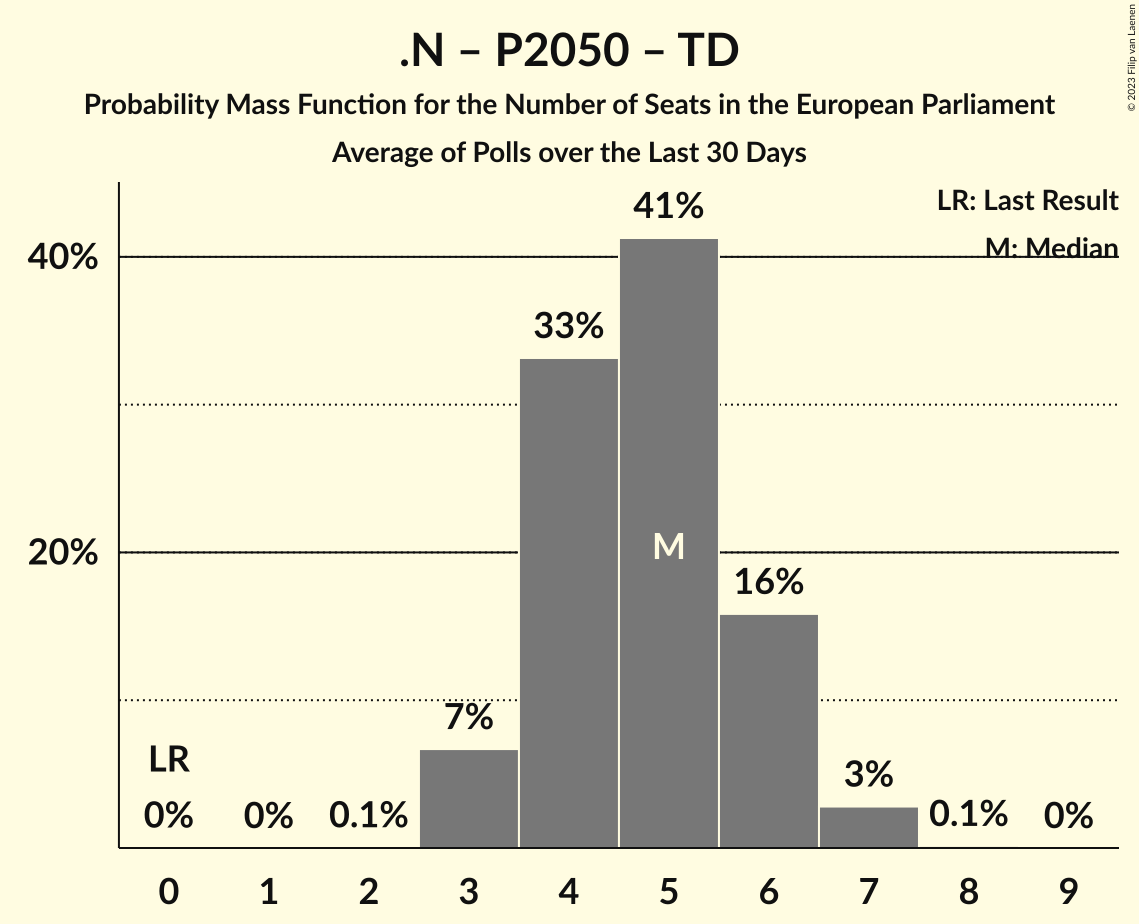 .N – P2050 – TD
Probability Mass Function for the Number of Seats in the European Parliament
Average of Polls over the Last 30 Days
© 2023 Filip van Laenen
LR: Last Result
M: Median
40%
20%
LR
0%
0%
0.1%
7%
33%
41%
M
16%
3%
0.1%
0%
0 1 2 3 4 5 6 7 8 9